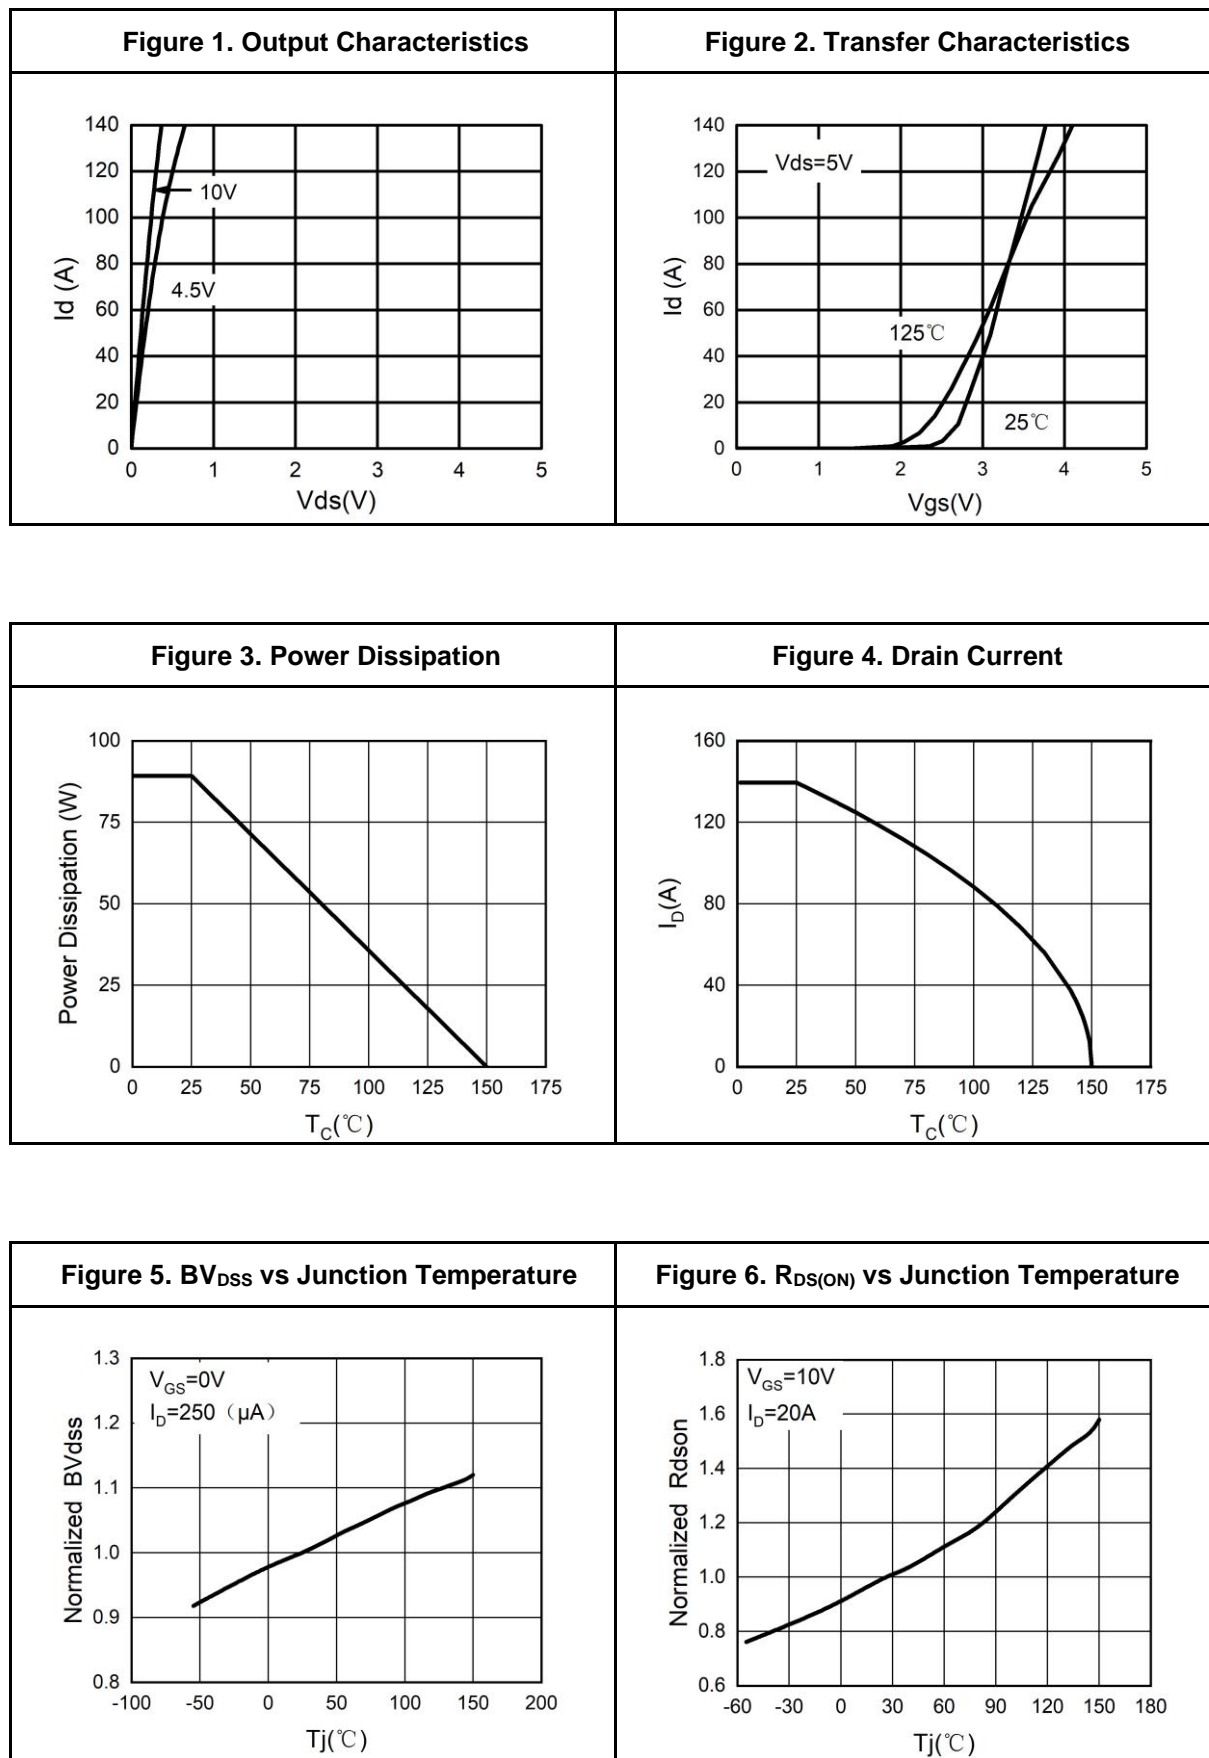 Figure 1. Output Characteristics
Figure 2. Transfer Characteristics
140
120
100
80
60
40
20
0
Id (A)
10V
4.5V
0 1 2 3 4 5
Vds(V)
140
120
100
80
60
40
20
0
Id (A)
Vds=5V
125℃
25℃
0 1 2 3 4 5
Vgs(V)
Figure 3. Power Dissipation
Figure 4. Drain Current
100
75
50
25
0
Power Dissipation (W)
0 25 50 75 100 125 150 175
TC(℃)
160
120
80
40
0
ID(A)
0 25 50 75 100 125 150 175
TC(℃)
Figure 5. BVDSS vs Junction Temperature
Figure 6. RDS(ON) vs Junction Temperature
1.3
1.2
1.1
1.0
0.9
0.8
Normalized BVdss
VGS=0V
ID=250（μA）
-100 -50 0 50 100 150 200
Tj(℃)
1.8
1.6
1.4
1.2
1.0
0.8
0.6
Normalized Rdson
VGS=10V
ID=20A
-60 -30 0 30 60 90 120 150 180
Tj(℃)